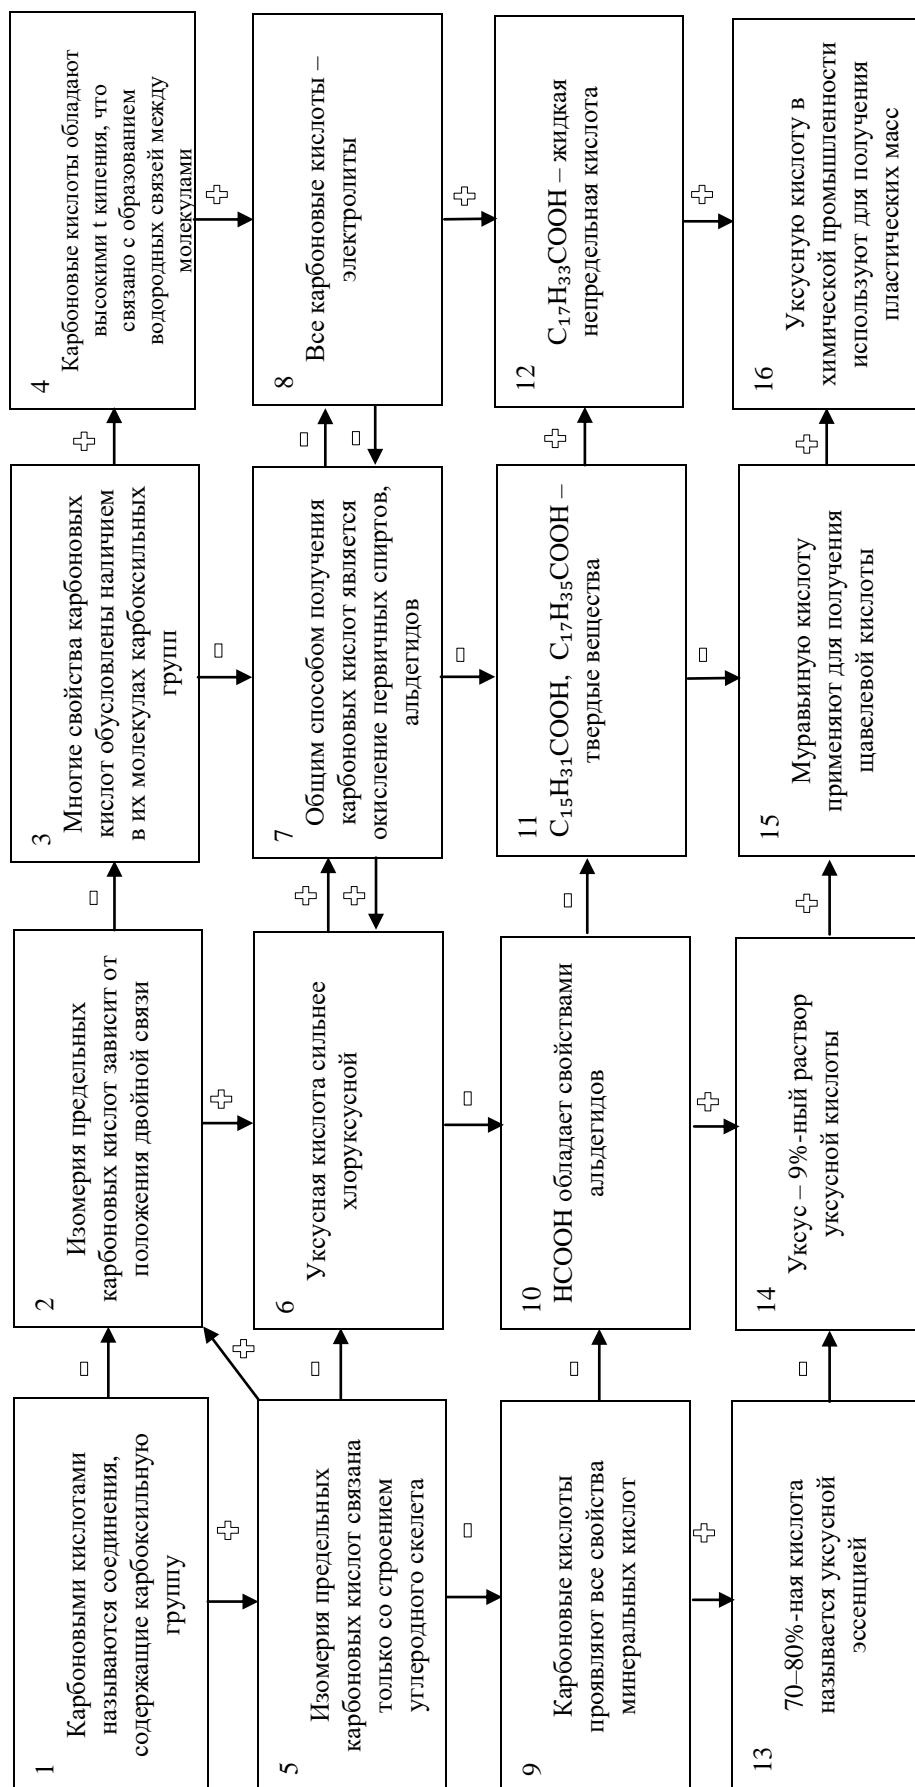 1
Карбоновыми кислотами
называются соединения,
содержащие карбоксильную
группу
–
2
Изомерия предельных
карбоновых кислот зависит от
положения двойной связи
–
3
Многие свойства карбоновых
кислот обусловлены наличием
в их молекулах карбоксильных
групп
+
4
Карбоновые кислоты обладают
высокими t кипения, что
связано с образованием
водородных связей между
молекулами
+
+
+
–
+
5
Изомерия предельных
карбоновых кислот связана
только со строением
углеродного скелета
–
6
Уксусная кислота сильнее
хлоруксусной
+
+
7
Общим способом получения
карбоновых кислот является
окисление первичных спиртов,
альдегидов
–
–
8
Все карбоновые кислоты –
электролиты
–
–
–
+
9
Карбоновые кислоты
проявляют все свойства
минеральных кислот
–
10
HCOOH обладает свойствами
альдегидов
–
11
C₁₅H₃₁COOH, C₁₇H₃₅COOH –
твердые вещества
+
12
C₁₇H₃₃COOH – жидкая
непредельная кислота
+
+
–
+
13
70–80%-ная кислота
называется уксусной
эссенцией
–
14
Уксус – 9%-ный раствор
уксусной кислоты
+
15
Муравьиную кислоту
применяют для получения
щавелевой кислоты
+
16
Уксусную кислоту в
химической промышленности
используют для получения
пластических масс